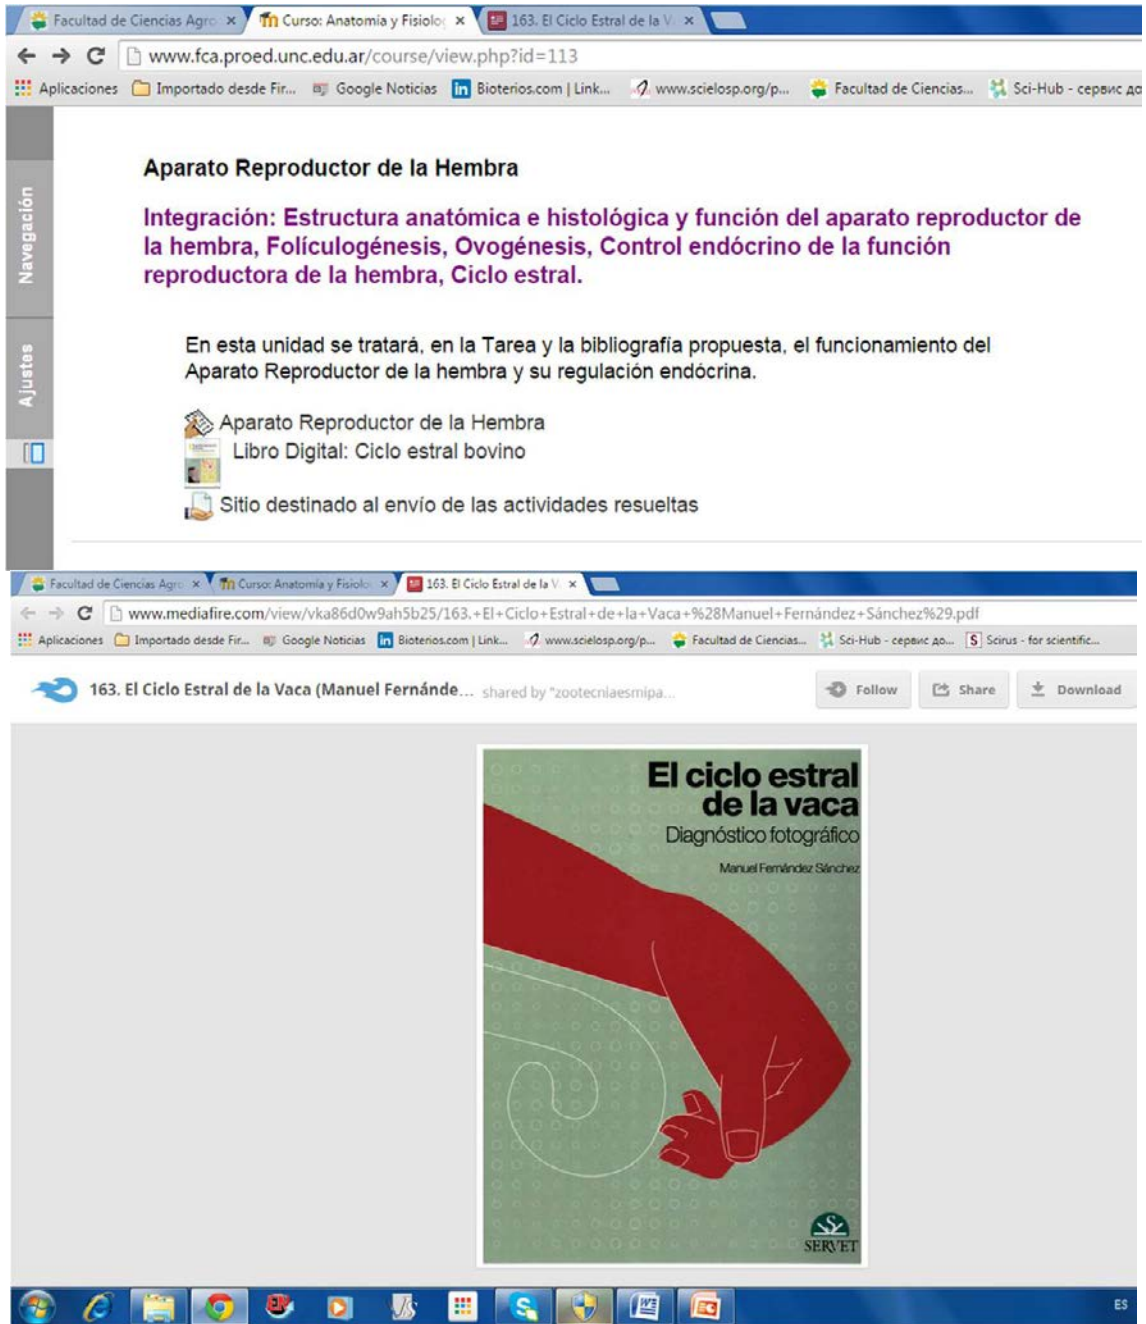 Facultad de Ciencias Agro
Curso: Anatomía y Fisiolo
163. El Ciclo Estral de la V
www.fca.proed.unc.edu.ar/course/view.php?id=113
Aplicaciones Importado desde Fir... Google Noticias Bioterios.com | Link... www.scielosp.org/p... Facultad de Ciencias... Sci-Hub - сервис до
Navegación
Ajustes
Aparato Reproductor de la Hembra
Integración: Estructura anatómica e histológica y función del aparato reproductor de
la hembra, Folículogénesis, Ovogénesis, Control endócrino de la función
reproductora de la hembra, Ciclo estral.
En esta unidad se tratará, en la Tarea y la bibliografía propuesta, el funcionamiento del
Aparato Reproductor de la hembra y su regulación endócrina.
Aparato Reproductor de la Hembra
Libro Digital: Ciclo estral bovino
Sitio destinado al envío de las actividades resueltas
Facultad de Ciencias Agro
Curso: Anatomía y Fisiolo
163. El Ciclo Estral de la V
www.mediafire.com/view/vka86d0w9ah5b25/163.+El+Ciclo+Estral+de+la+Vaca+%28Manuel+Fernández+Sánchez%29.pdf
Aplicaciones Importado desde Fir... Google Noticias Bioterios.com | Link... www.scielosp.org/p... Facultad de Ciencias... Sci-Hub - сервис до... Scirus - for scientific...
163. El Ciclo Estral de la Vaca (Manuel Fernánde... shared by "zootecniaesmipa...
Follow Share Download
El ciclo estral
de la vaca
Diagnóstico fotográfico
Manuel Fernández Sánchez
SERVET
ES